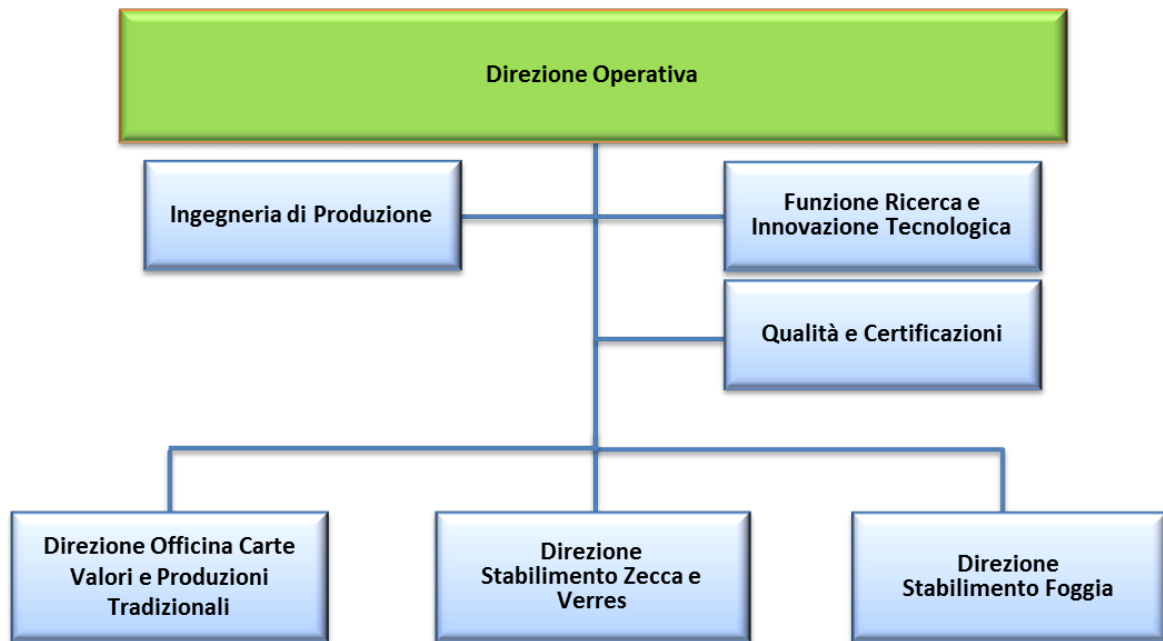 Direzione Operativa
Ingegneria di Produzione
Funzione Ricerca e
Innovazione Tecnologica
Qualità e Certificazioni
Direzione Officina Carte
Valori e Produzioni
Tradizionali
Direzione
Stabilimento Zecca e
Verres
Direzione
Stabilimento Foggia